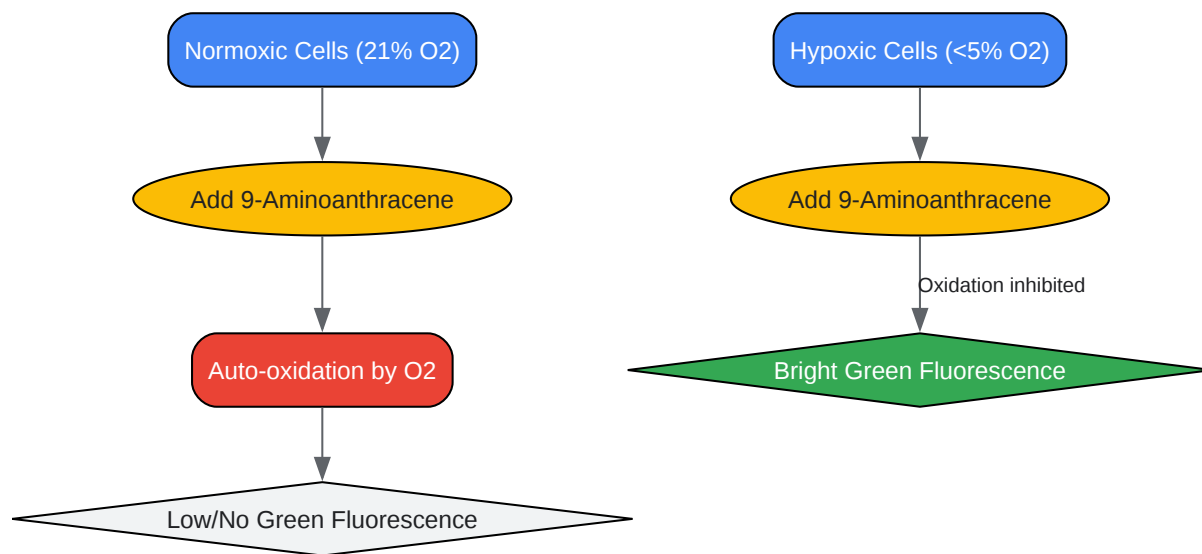 Normoxic Cells (21% O2)
Add 9-Aminoanthracene
Auto-oxidation by O2
Low/No Green Fluorescence
Hypoxic Cells (<5% O2)
Add 9-Aminoanthracene
Oxidation inhibited
Bright Green Fluorescence